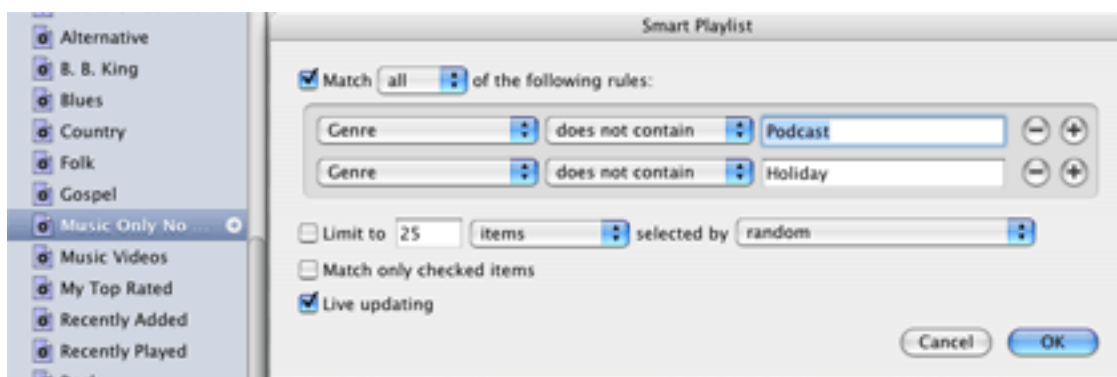 Alternative
B. B. King
Blues
Country
Folk
Gospel
Music Only No ...
Music Videos
My Top Rated
Recently Added
Recently Played
Smart Playlist
Match all of the following rules:
Genre does not contain Podcast
Genre does not contain Holiday
Limit to 25 items selected by random
Match only checked items
Live updating
Cancel OK